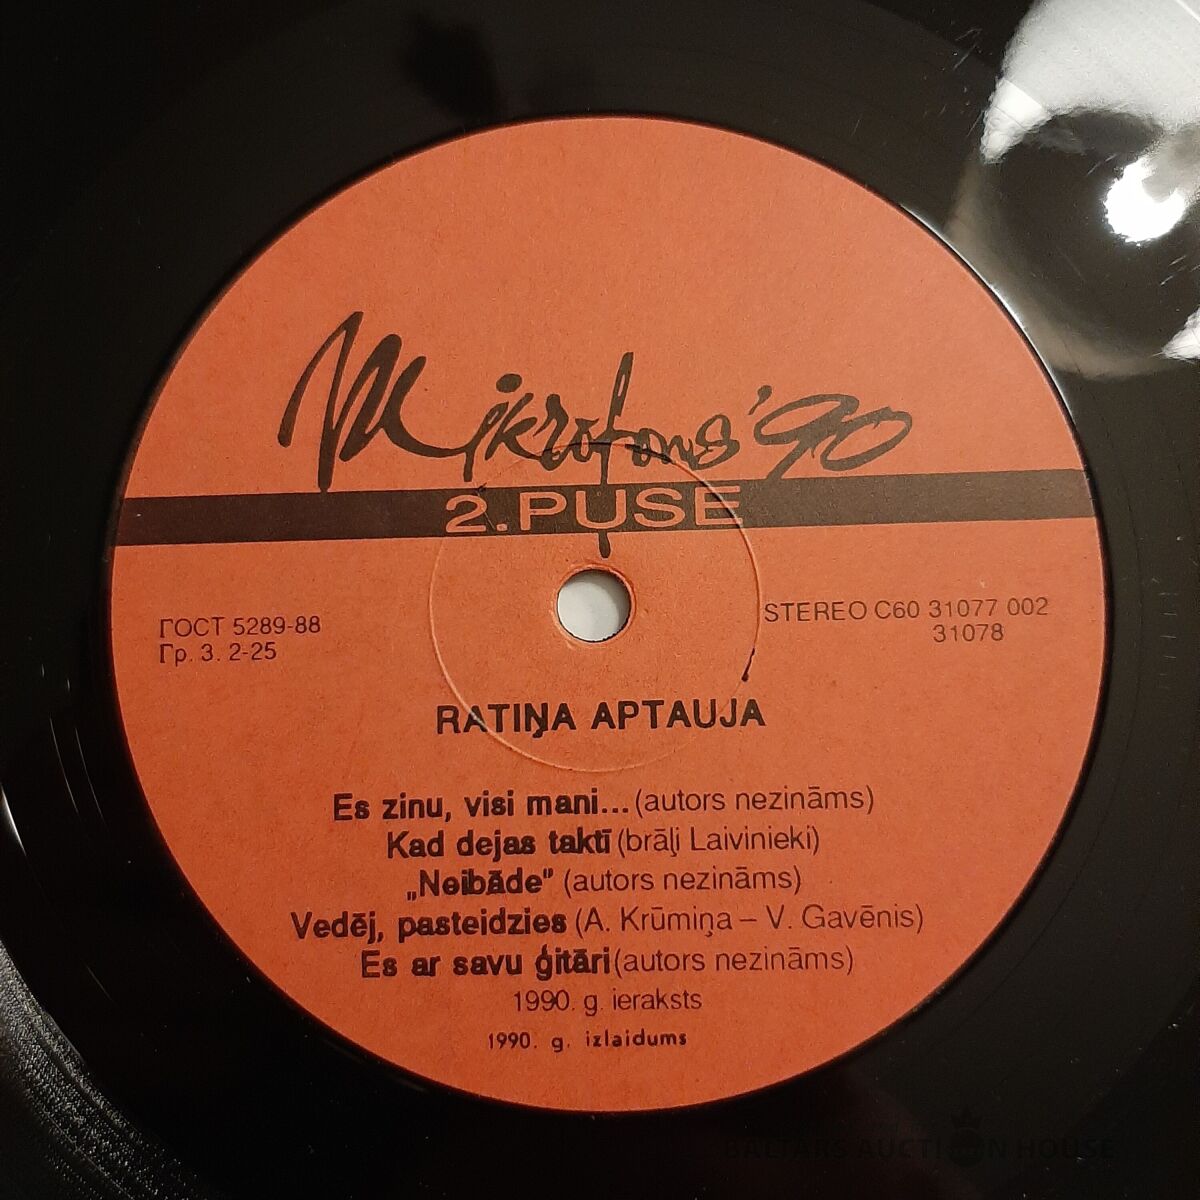 Mikrofons '90
2. PUSE
ГОСТ 5289-88
Гр. 3. 2-25
STEREO C60 31077 002
31078
RATIŅA APTAUJA
Es zinu, visi mani... (autors nezināms)
Kad dejas taktī (brāļi Laivinieki)
„Neibāde" (autors nezināms)
Vedēj, pasteidzies (A. Krūmiņa – V. Gavēnis)
Es ar savu ģitāri (autors nezināms)
1990. g. ieraksts
1990. g. izlaidums
BALTARS AUCTION HOUSE